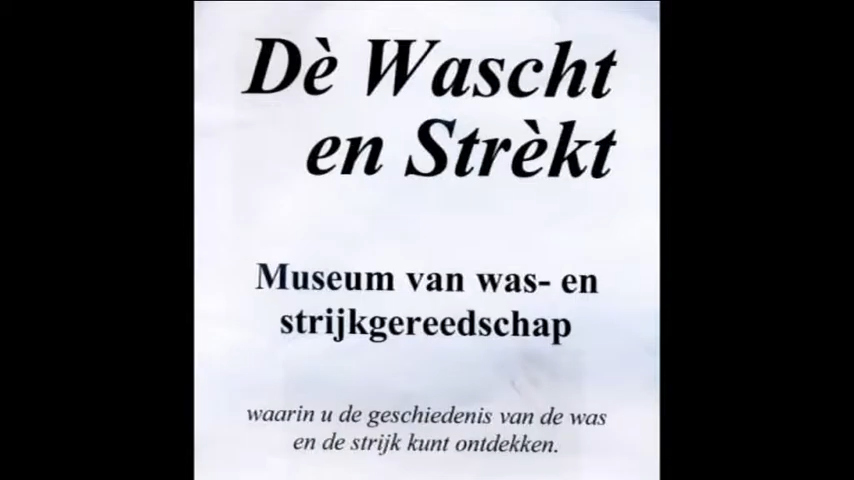 Dè Wascht
en Strèkt
Museum van was- en
strijkgereedschap
waarin u de geschiedenis van de was
en de strijk kunt ontdekken.